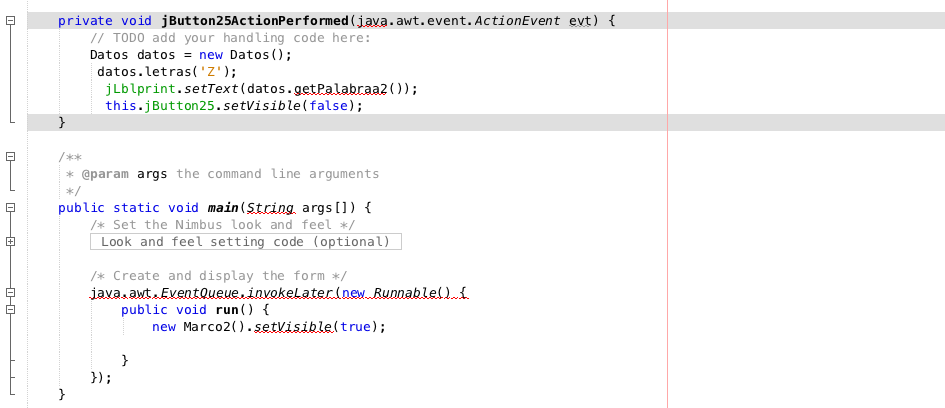 private void jButton25ActionPerformed(java.awt.event.ActionEvent evt) {
// TODO add your handling code here:
Datos datos = new Datos();
datos.letras('Z');
jLblprint.setText(datos.getPalabraa2());
this.jButton25.setVisible(false);
}
/**
* @param args the command line arguments
*/
public static void main(String args[]) {
/* Set the Nimbus look and feel */
Look and feel setting code (optional)
/* Create and display the form */
java.awt.EventQueue.invokeLater(new Runnable() {
public void run() {
new Marco2().setVisible(true);
}
});
}